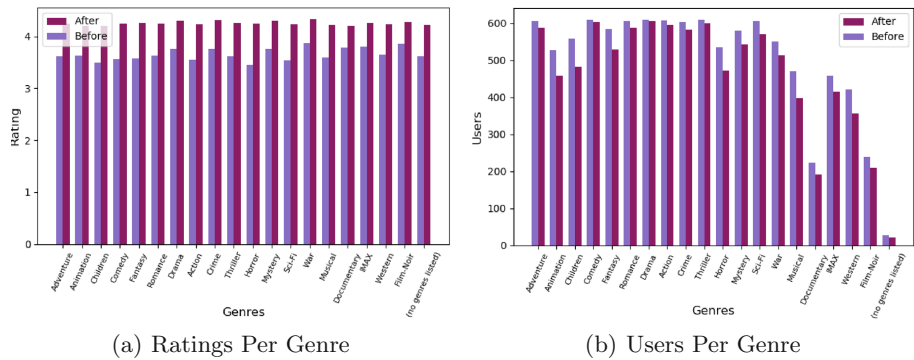 After
Before
4
3
2
1
0
Rating
Adventure
Animation
Children
Comedy
Fantasy
Romance
Drama
Action
Crime
Thriller
Horror
Mystery
Sci-Fi
War
Musical
Documentary
IMAX
Western
Film-Noir
(no genres listed)
Genres
(a) Ratings Per Genre
After
Before
600
500
400
300
200
100
0
Users
Adventure
Animation
Children
Comedy
Fantasy
Romance
Drama
Action
Crime
Thriller
Horror
Mystery
Sci-Fi
War
Musical
Documentary
IMAX
Western
Film-Noir
(no genres listed)
Genres
(b) Users Per Genre